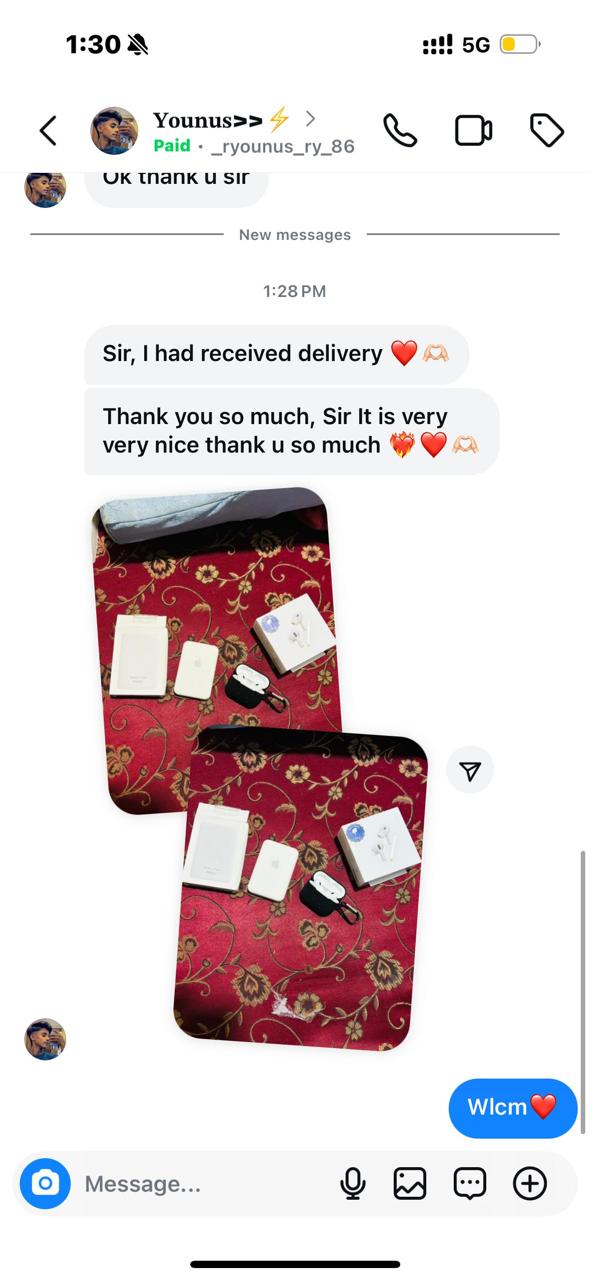 1:30
5G
Younus>>⚡ >
Paid · _ryounus_ry_86
Ok thank u sir
New messages
1:28 PM
Sir, I had received delivery ❤️🫶🏻
Thank you so much, Sir It is very
very nice thank u so much ❤️‍🔥❤️🫶🏻
Wlcm❤️
Message...